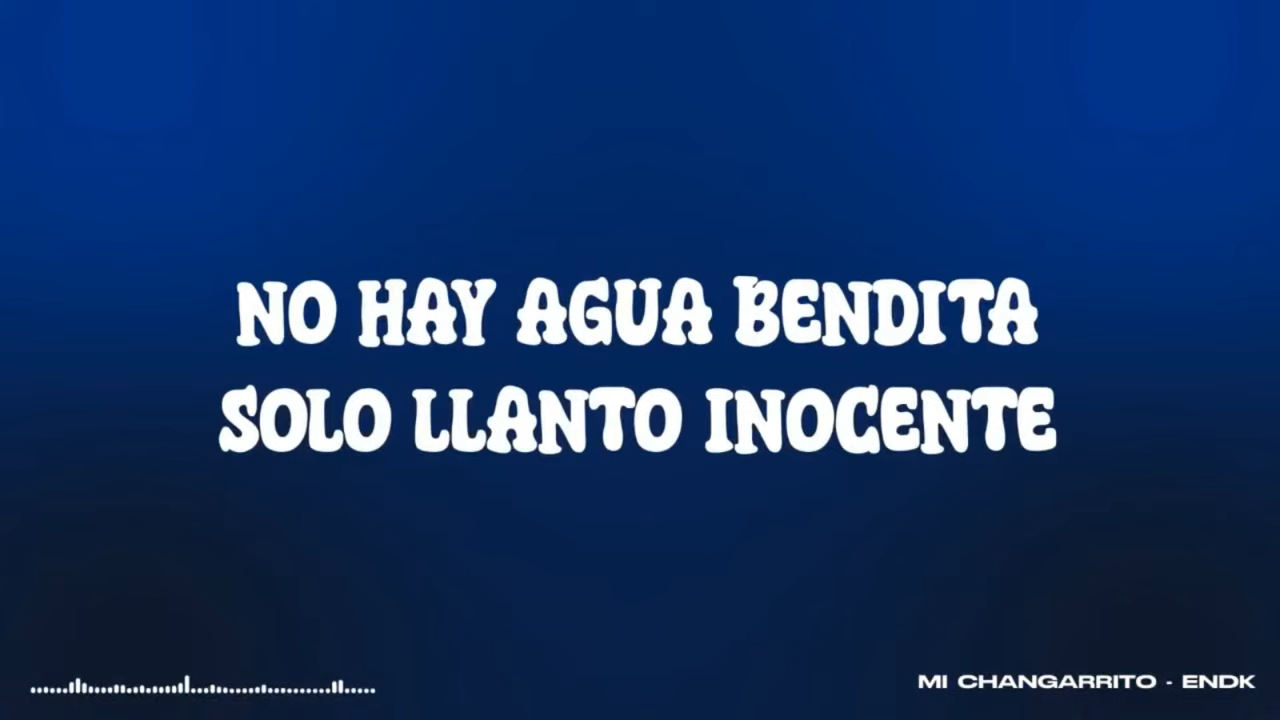 NO HAY AGUA BENDITA
SOLO LLANTO INOCENTE
MI CHANGARRITO - ENDK